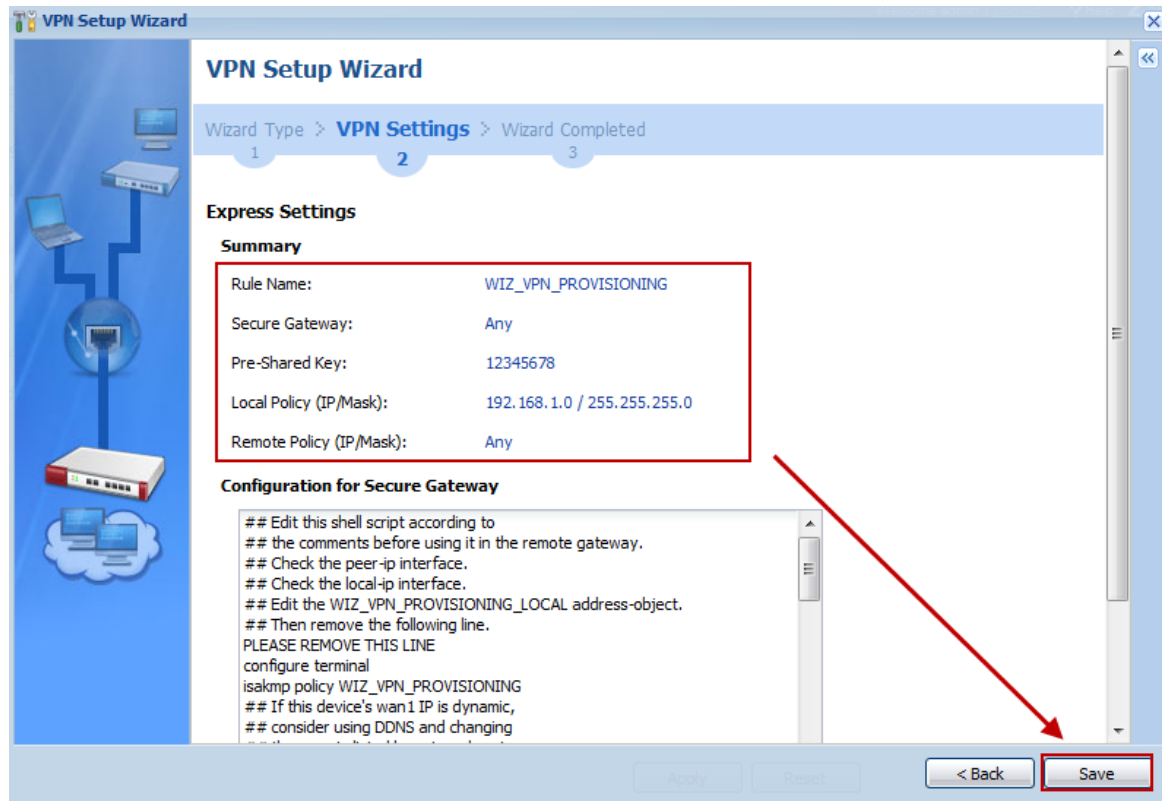 VPN Setup Wizard
VPN Setup Wizard
Wizard Type > VPN Settings > Wizard Completed
1 2 3
Express Settings
Summary
Rule Name: WIZ_VPN_PROVISIONING
Secure Gateway: Any
Pre-Shared Key: 12345678
Local Policy (IP/Mask): 192.168.1.0 / 255.255.255.0
Remote Policy (IP/Mask): Any
Configuration for Secure Gateway
## Edit this shell script according to
## the comments before using it in the remote gateway.
## Check the peer-ip interface.
## Check the local-ip interface.
## Edit the WIZ_VPN_PROVISIONING_LOCAL address-object.
## Then remove the following line.
PLEASE REMOVE THIS LINE
configure terminal
isakmp policy WIZ_VPN_PROVISIONING
## If this device's wan1 IP is dynamic,
## consider using DDNS and changing
Apply Reset < Back Save